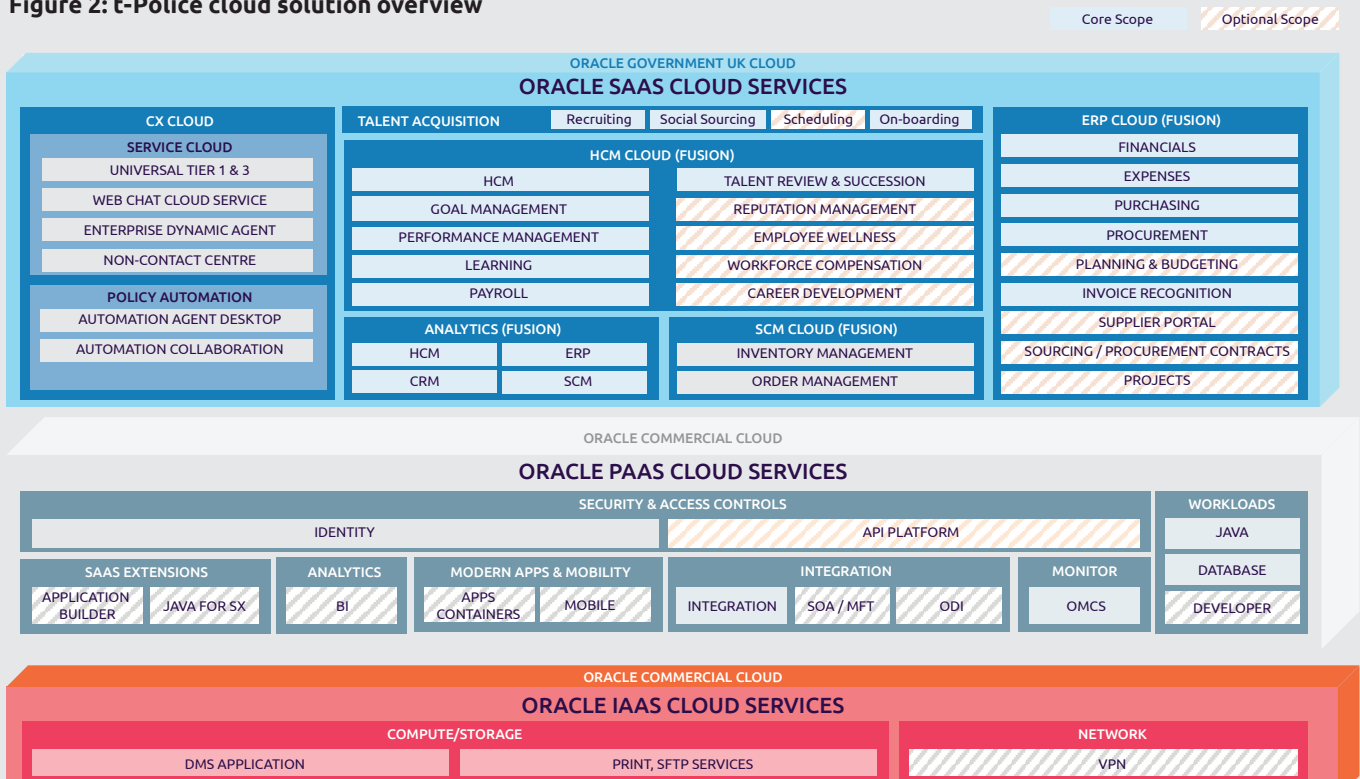 Figure 2: t-Police cloud solution overview
Core Scope
Optional Scope
ORACLE GOVERNMENT UK CLOUD
ORACLE SAAS CLOUD SERVICES
CX CLOUD
SERVICE CLOUD
UNIVERSAL TIER 1 & 3
WEB CHAT CLOUD SERVICE
ENTERPRISE DYNAMIC AGENT
NON-CONTACT CENTRE
POLICY AUTOMATION
AUTOMATION AGENT DESKTOP
AUTOMATION COLLABORATION
TALENT ACQUISITION
Recruiting
Social Sourcing
Scheduling
On-boarding
HCM CLOUD (FUSION)
HCM
GOAL MANAGEMENT
PERFORMANCE MANAGEMENT
LEARNING
PAYROLL
TALENT REVIEW & SUCCESSION
REPUTATION MANAGEMENT
EMPLOYEE WELLNESS
WORKFORCE COMPENSATION
CAREER DEVELOPMENT
ANALYTICS (FUSION)
HCM
ERP
CRM
SCM
SCM CLOUD (FUSION)
INVENTORY MANAGEMENT
ORDER MANAGEMENT
ERP CLOUD (FUSION)
FINANCIALS
EXPENSES
PURCHASING
PROCUREMENT
PLANNING & BUDGETING
INVOICE RECOGNITION
SUPPLIER PORTAL
SOURCING / PROCUREMENT CONTRACTS
PROJECTS
ORACLE COMMERCIAL CLOUD
ORACLE PAAS CLOUD SERVICES
SECURITY & ACCESS CONTROLS
IDENTITY
API PLATFORM
WORKLOADS
JAVA
DATABASE
DEVELOPER
SAAS EXTENSIONS
APPLICATION
BUILDER
JAVA FOR SX
ANALYTICS
BI
MODERN APPS & MOBILITY
APPS
CONTAINERS
MOBILE
INTEGRATION
INTEGRATION
SOA / MFT
ODI
MONITOR
OMCS
ORACLE COMMERCIAL CLOUD
ORACLE IAAS CLOUD SERVICES
COMPUTE/STORAGE
DMS APPLICATION
PRINT, SFTP SERVICES
NETWORK
VPN